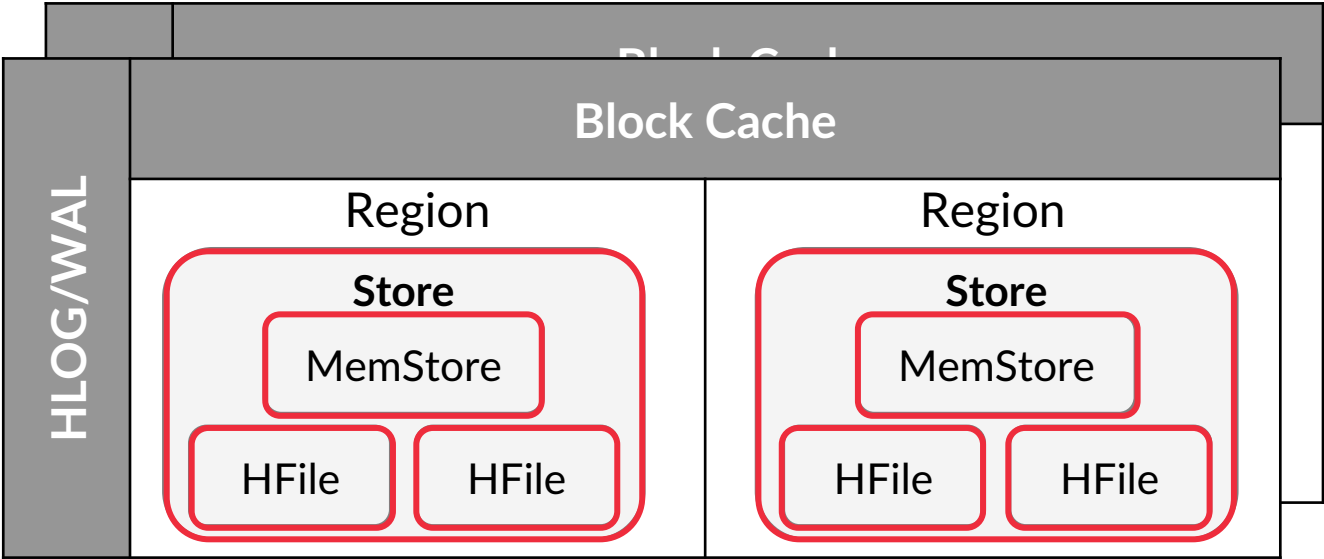 Block Cache
HLOG/WAL
Region
Region
Store
Store
MemStore
MemStore
HFile
HFile
HFile
HFile